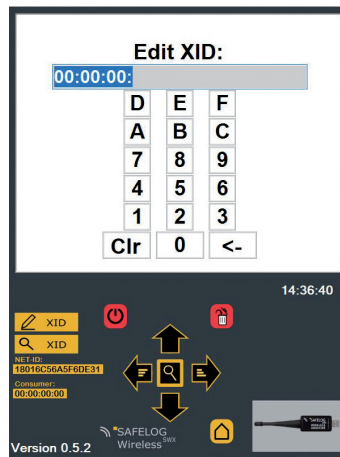 Edit XID:
00:00:00:
D E F
A B C
7 8 9
4 5 6
1 2 3
Clr 0 <-
14:36:40
XID
XID
NET-ID:
18016C56A5F6DE31
Consumer:
00:00:00:00
SAFELOG
Wireless SWX
Version 0.5.2